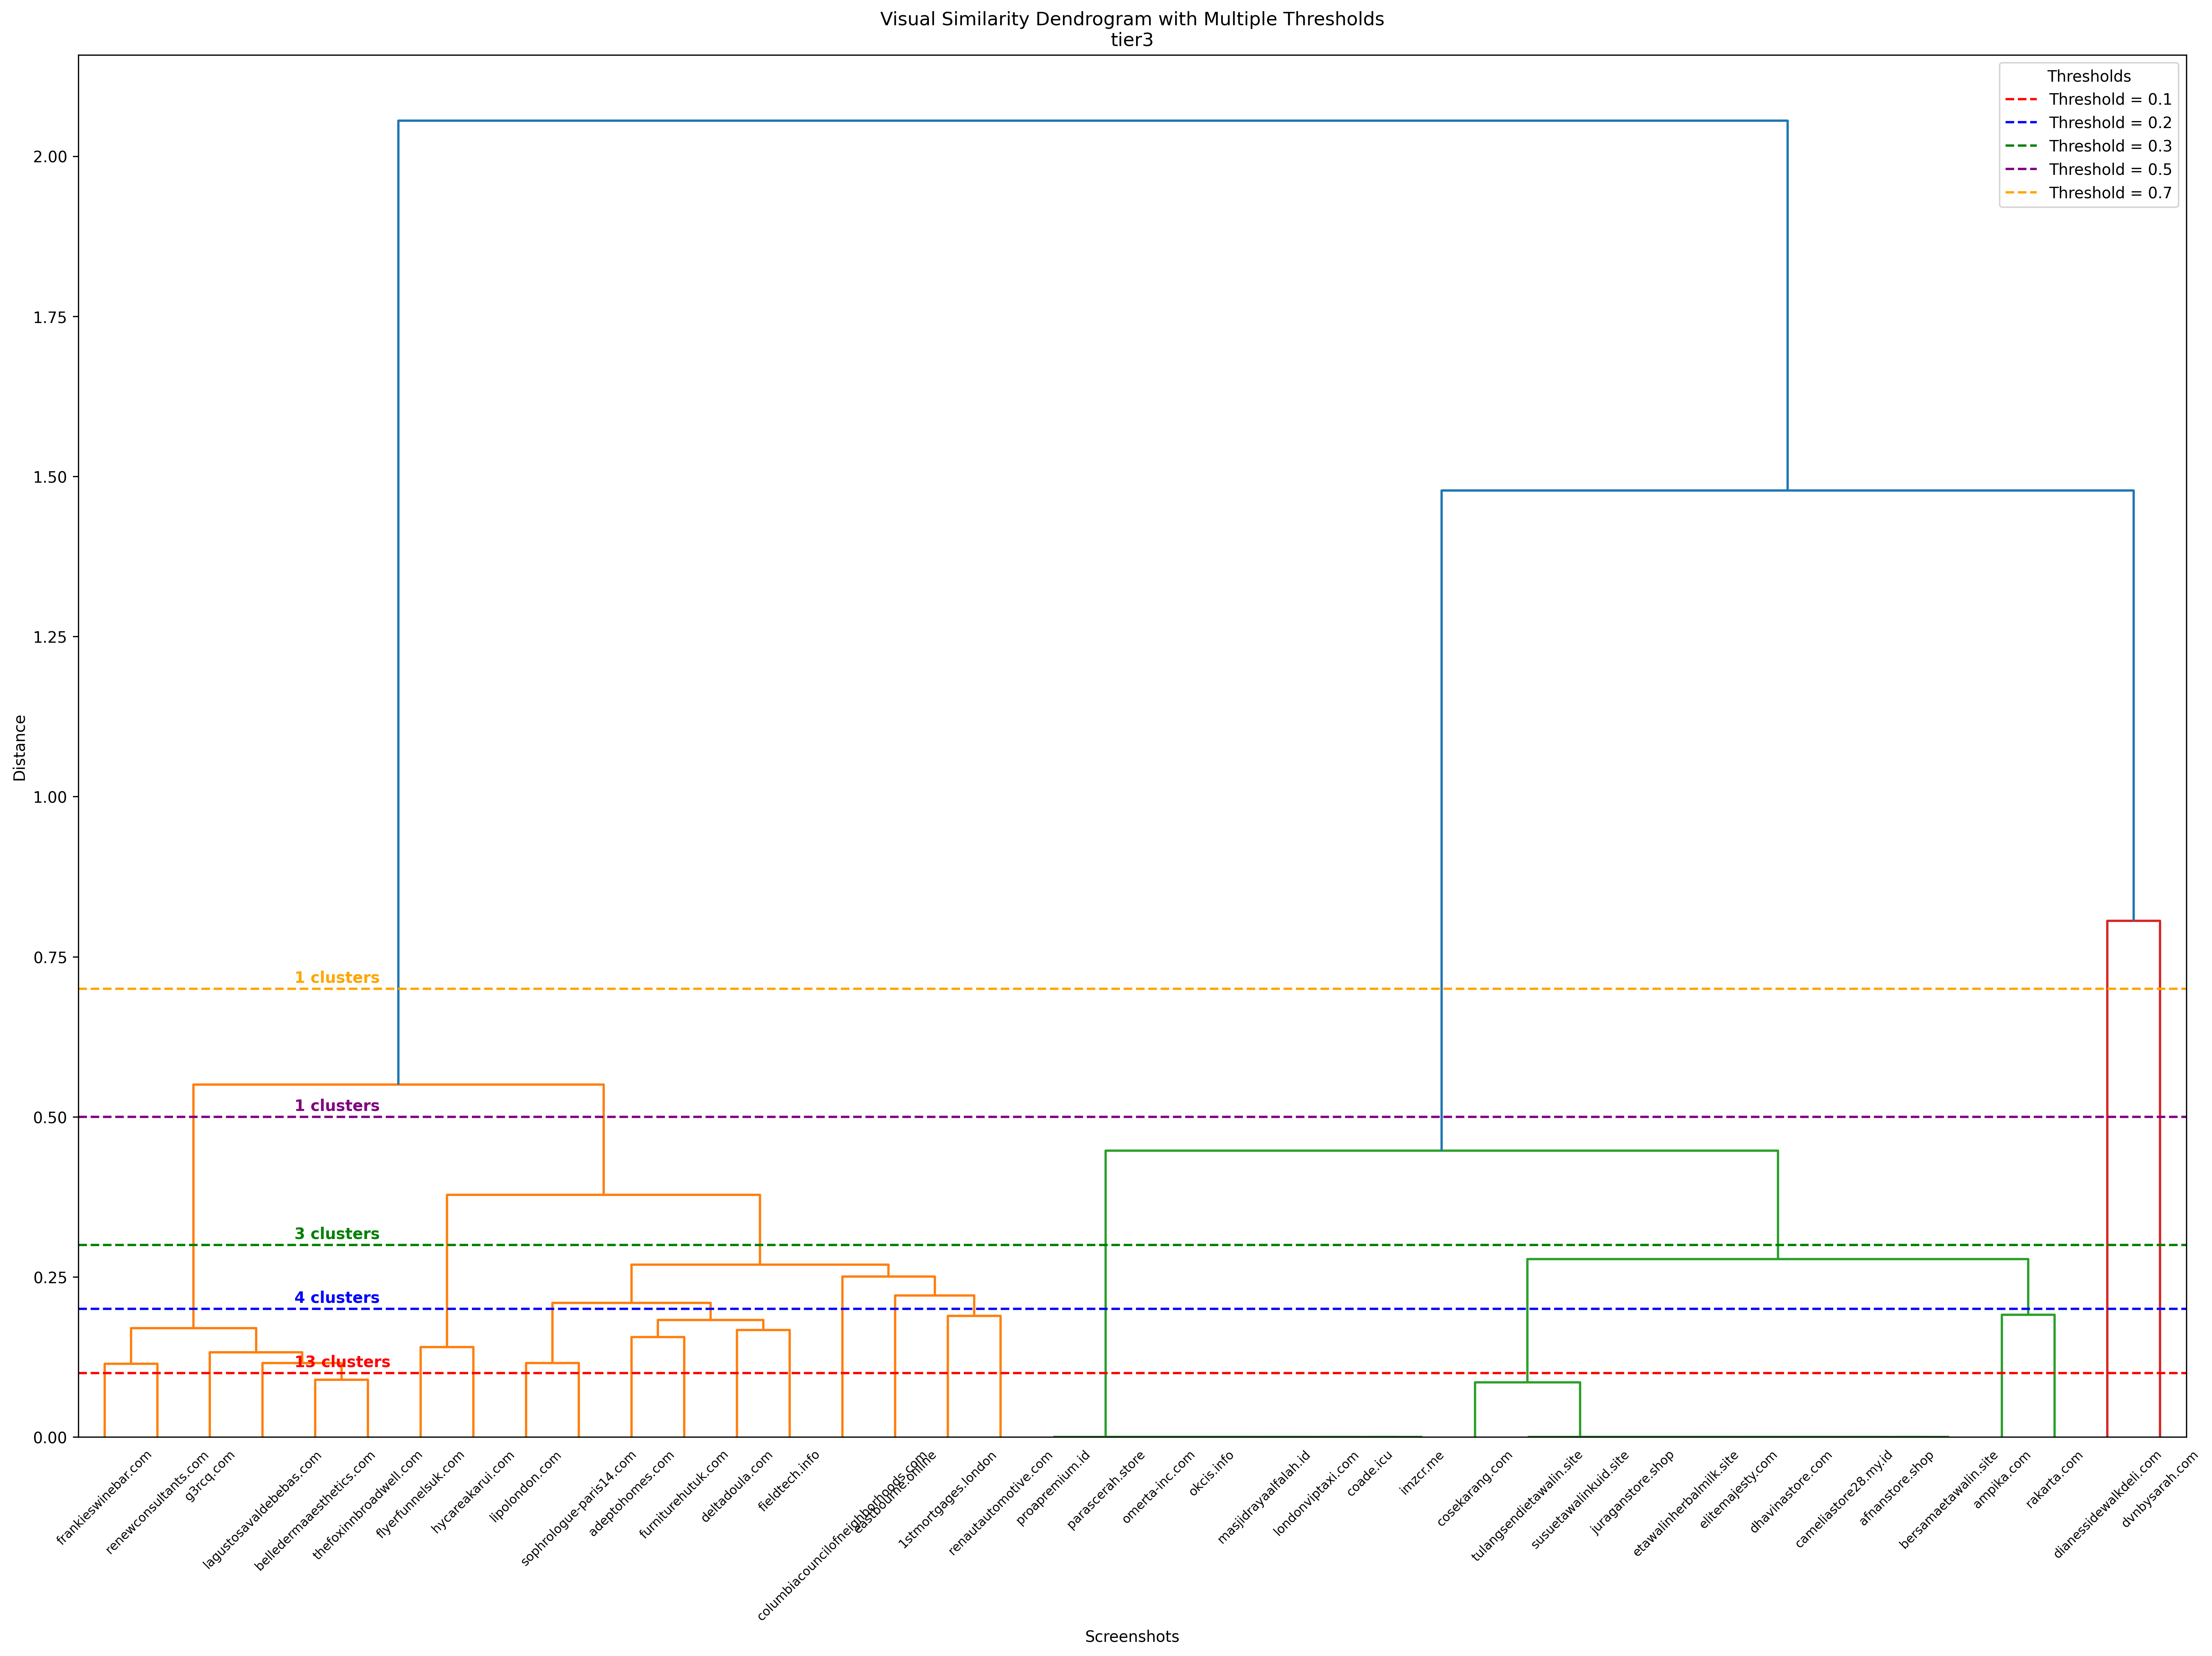 Visual Similarity Dendrogram with Multiple Thresholds
tier3
Thresholds
Threshold = 0.1
Threshold = 0.2
Threshold = 0.3
Threshold = 0.5
Threshold = 0.7
Distance
2.00
1.75
1.50
1.25
1.00
0.75
0.50
0.25
0.00
1 clusters
1 clusters
3 clusters
4 clusters
13 clusters
frankieswinebar.com
renewconsultants.com
g3rcq.com
lagustosavaldebebas.com
belledermaaesthetics.com
thefoxinnbroadwell.com
flyerfunnelsuk.com
hycareakarui.com
lipolondon.com
sophrologue-paris14.com
adeptohomes.com
furniturehutuk.com
deltadoula.com
fieldtech.info
columbiacouncilofneighborhoods.com
eastbourne.online
1stmortgages.london
renautautomotive.com
proapremium.id
parascerah.store
omerta-inc.com
okcis.info
masjidrayaalfalah.id
londonviptaxi.com
coade.icu
imzcr.me
cosekarang.com
tulangsendietawalin.site
susuetawalinkuid.site
juraganstore.shop
etawalinherbalmilk.site
elitemajesty.com
dhavinastore.com
cameliastore28.my.id
afnanstore.shop
bersamaetawalin.site
ampika.com
rakarta.com
dianessidewalkdeli.com
dvnbysarah.com
Screenshots